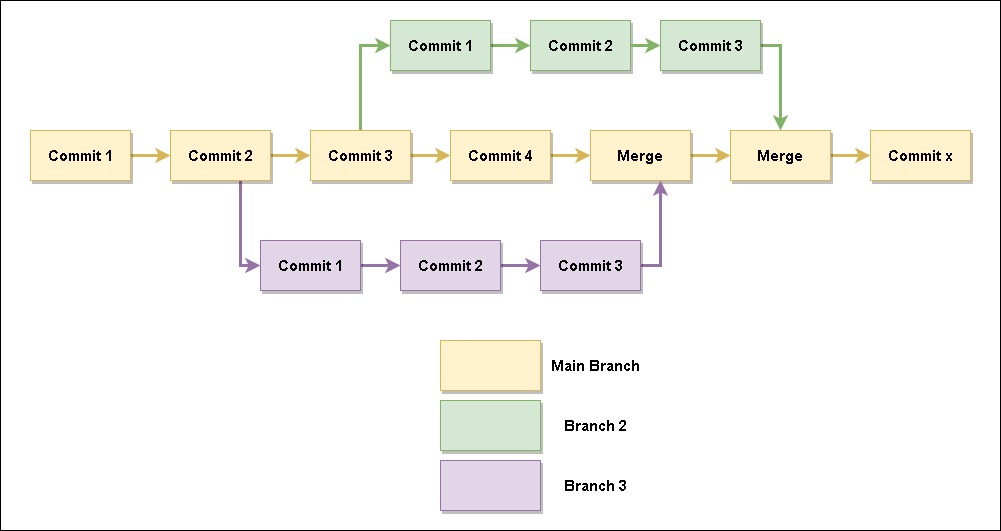 Commit 1
Commit 2
Commit 3
Commit 1
Commit 2
Commit 3
Commit 4
Merge
Merge
Commit x
Commit 1
Commit 2
Commit 3
Main Branch
Branch 2
Branch 3